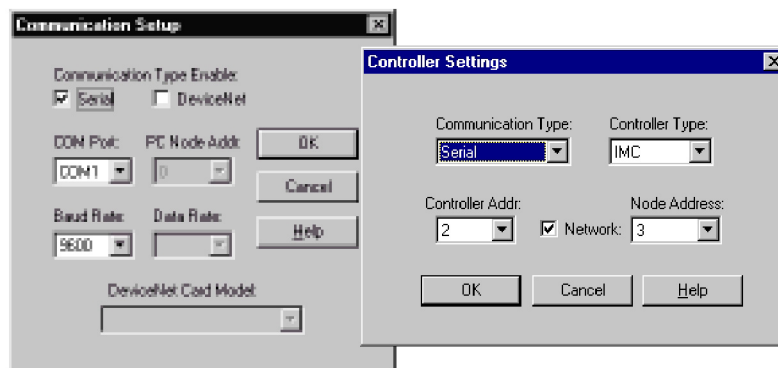 Communication Setup
Communication Type Enable:
Serial DeviceNet
COM Port: PC Node Addr:
COM1 0
OK
Cancel
Baud Rate: Data Rate:
9600
Help
DeviceNet Card Model:
Controller Settings
Communication Type: Controller Type:
Serial IMC
Controller Addr: Node Address:
2 Network: 3
OK Cancel Help